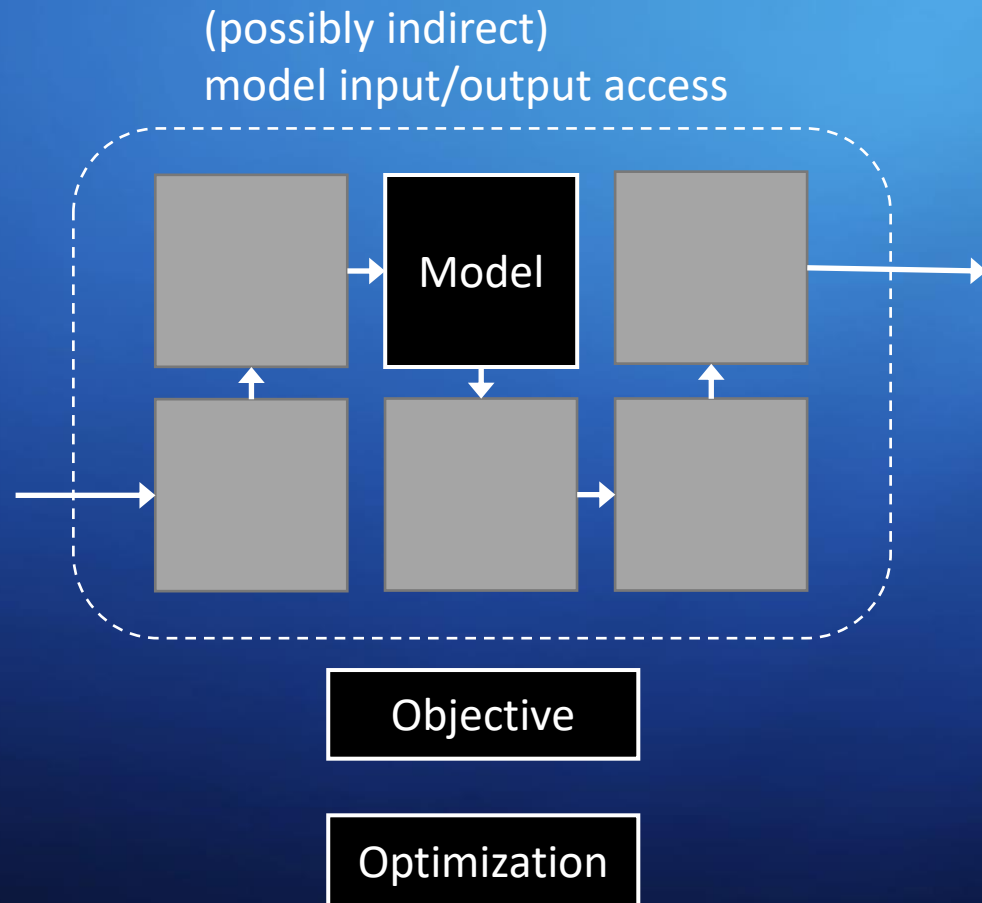 (possibly indirect)
model input/output access
Model
Objective
Optimization